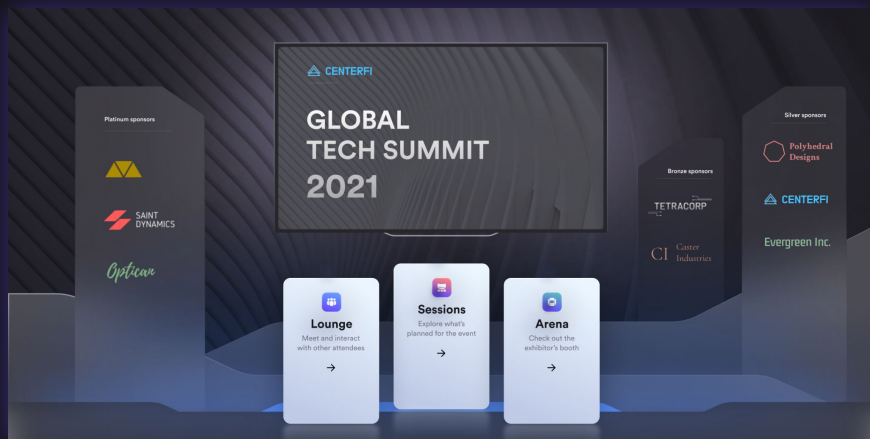 Platinum sponsors
SAINT
DYNAMICS
Optican
CENTERFI
GLOBAL
TECH SUMMIT
2021
Bronze sponsors
TETRACORP
CI Caster
Industries
Silver sponsors
Polyhedral
Designs
CENTERFI
Evergreen Inc.
Lounge
Meet and interact
with other attendees
Sessions
Explore what's
planned for the event
Arena
Check out the
exhibitor's booth